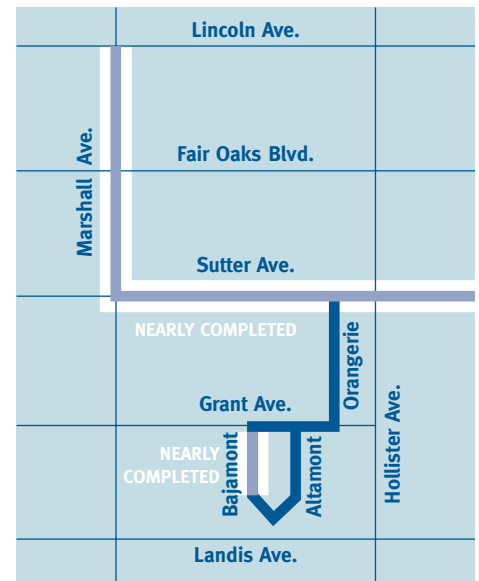 Lincoln Ave.
Marshall Ave.
Fair Oaks Blvd.
Sutter Ave.
NEARLY COMPLETED
Orangerie
Hollister Ave.
Grant Ave.
NEARLY
COMPLETED
Bajamont
Altamont
Landis Ave.